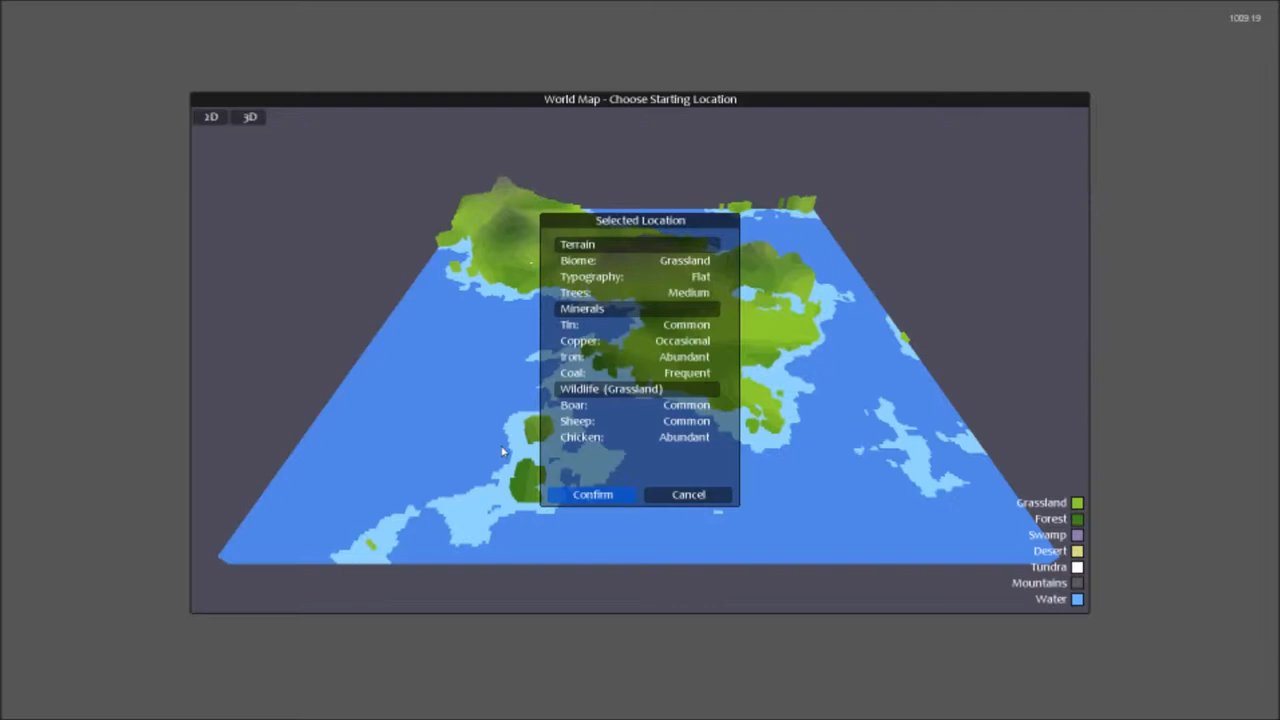 1009.19
World Map - Choose Starting Location
2D 3D
Selected Location
Terrain
Biome: Grassland
Typography: Flat
Trees: Medium
Minerals
Tin: Common
Copper: Occasional
Iron: Abundant
Coal: Frequent
Wildlife (Grassland)
Boar: Common
Sheep: Common
Chicken: Abundant
Confirm Cancel
Grassland
Forest
Swamp
Desert
Tundra
Mountains
Water